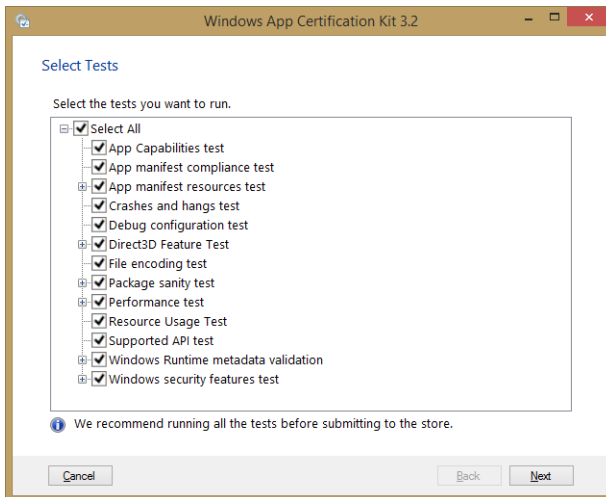 Windows App Certification Kit 3.2
Select Tests
Select the tests you want to run.
Select All
App Capabilities test
App manifest compliance test
App manifest resources test
Crashes and hangs test
Debug configuration test
Direct3D Feature Test
File encoding test
Package sanity test
Performance test
Resource Usage Test
Supported API test
Windows Runtime metadata validation
Windows security features test
We recommend running all the tests before submitting to the store.
Cancel Back Next